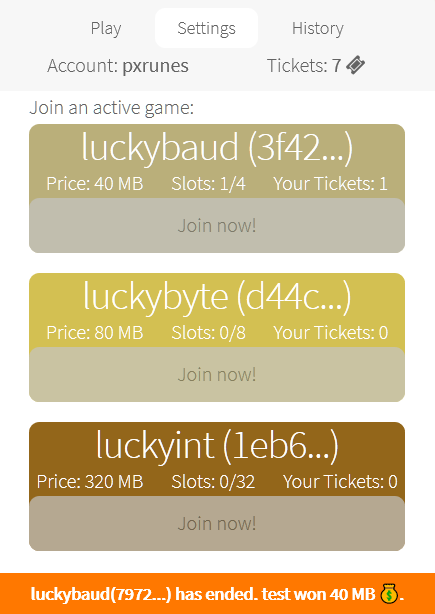 Play Settings History
Account: pxrunes Tickets: 7
Join an active game:
luckybaud (3f42...)
Price: 40 MB Slots: 1/4 Your Tickets: 1
Join now!
luckybyte (d44c...)
Price: 80 MB Slots: 0/8 Your Tickets: 0
Join now!
luckyint (1eb6...)
Price: 320 MB Slots: 0/32 Your Tickets: 0
Join now!
luckybaud(7972...) has ended. test won 40 MB 💰.